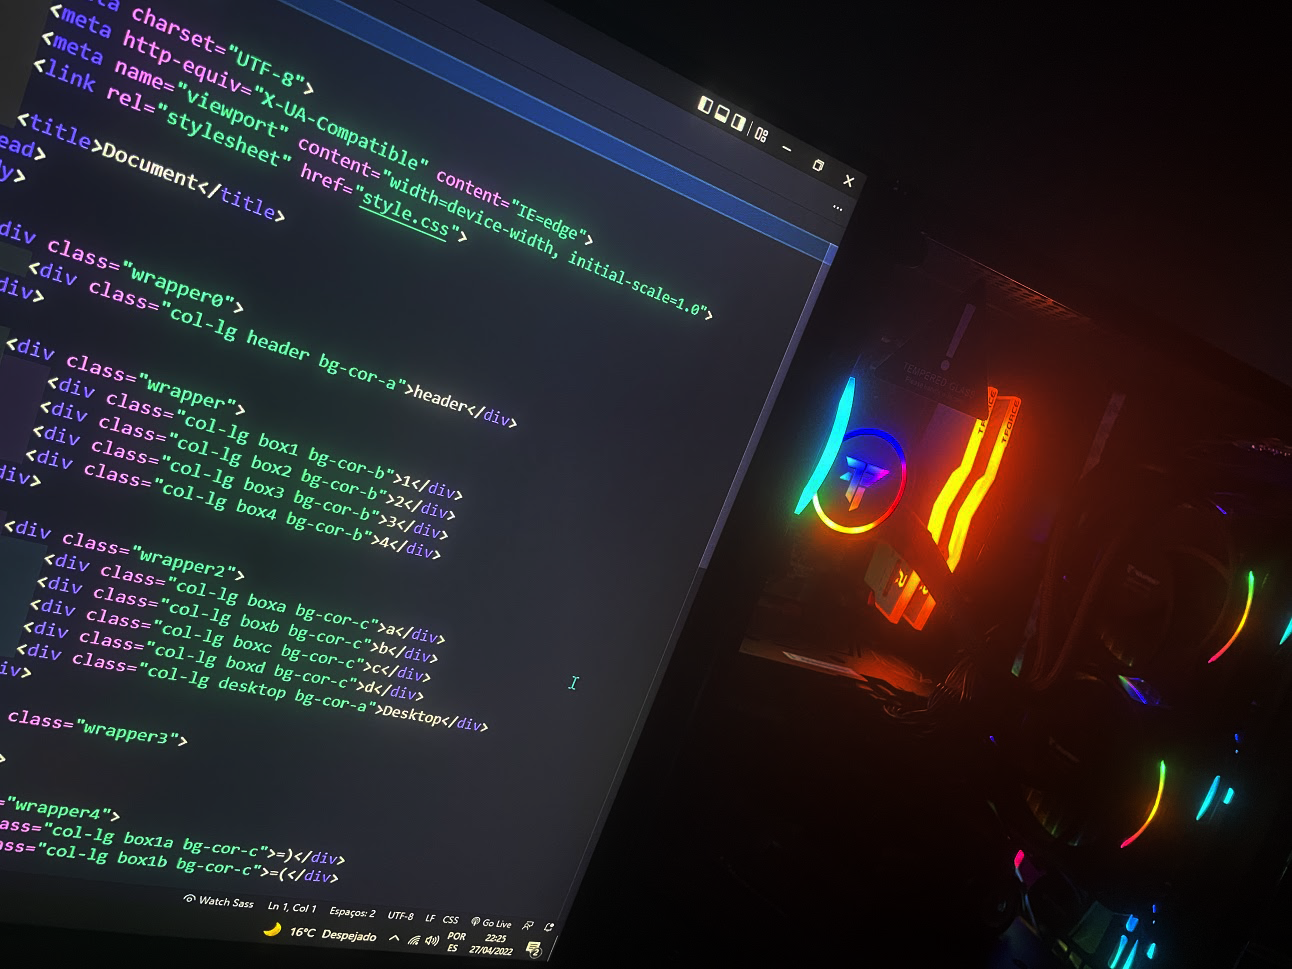 charset="UTF-8">
<meta http-equiv="X-UA-Compatible" content="IE=edge">
<meta name="viewport" content="width=device-width, initial-scale=1.0">
<link rel="stylesheet" href="style.css">
<title>Document</title>
ead>
dy>
div class="wrapper0">
<div class="col-lg header bg-cor-a">header</div>
div>
<div class="wrapper">
<div class="col-lg box1 bg-cor-b">1</div>
<div class="col-lg box2 bg-cor-b">2</div>
<div class="col-lg box3 bg-cor-b">3</div>
<div class="col-lg box4 bg-cor-b">4</div>
div>
<div class="wrapper2">
<div class="col-lg boxa bg-cor-c">a</div>
<div class="col-lg boxb bg-cor-c">b</div>
<div class="col-lg boxc bg-cor-c">c</div>
<div class="col-lg boxd bg-cor-c">d</div>
<div class="col-lg desktop bg-cor-a">Desktop</div>
iv>
class="wrapper3">
>
="wrapper4">
lass="col-lg box1a bg-cor-c">=)</div>
ass="col-lg box1b bg-cor-c">=(</div>
Watch Sass Ln 1, Col 1 Espaços: 2 UTF-8 LF CSS Go Live
16°C Despejado POR ES 22:25 27/04/2022 2
TEMPERED
T-FORCE
T-FORCE